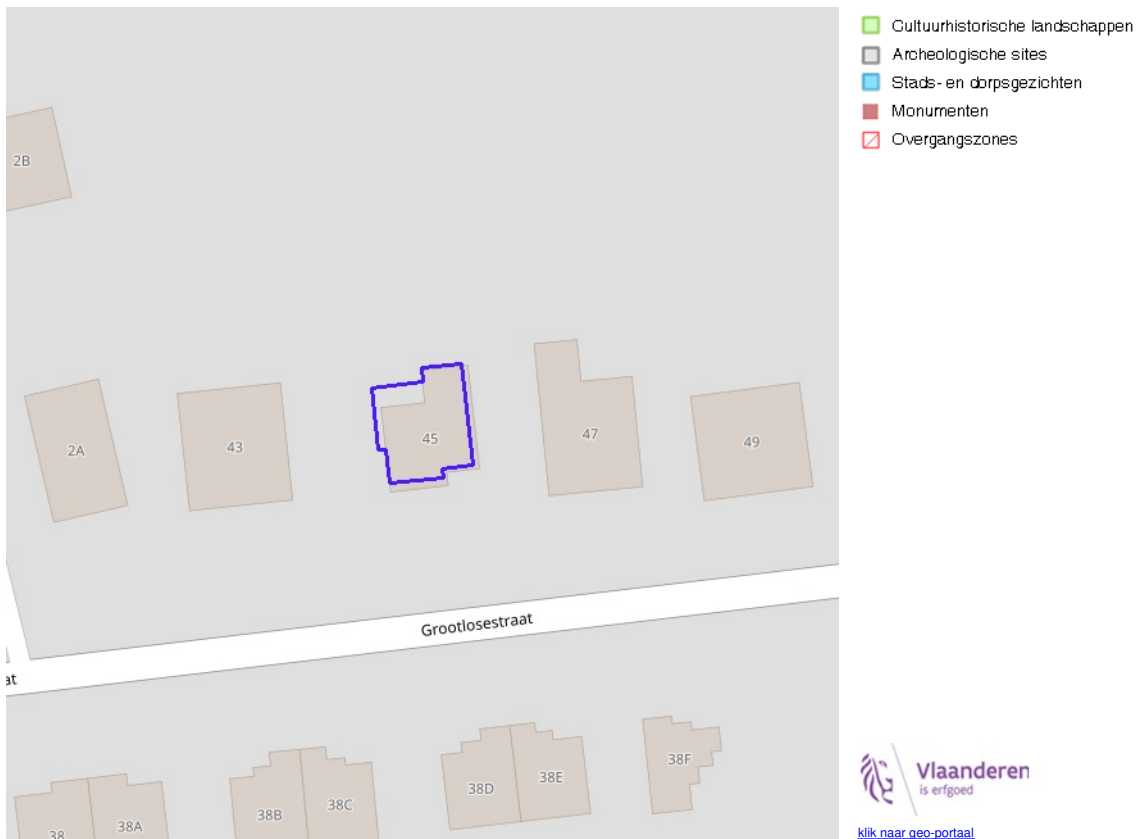 Cultuurhistorische landschappen
Archeologische sites
Stads- en dorpsgezichten
Monumenten
Overgangszones
2B
2A
43
45
47
49
Grootlosestraat
at
38
38A
38B
38C
38D
38E
38F
Vlaanderen
is erfgoed
klik naar geo-portaal